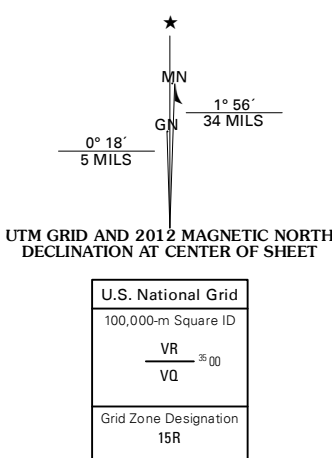 ★
MN
1° 56´
34 MILS
GN
0° 18´
5 MILS
UTM GRID AND 2012 MAGNETIC NORTH
DECLINATION AT CENTER OF SHEET
U.S. National Grid
100,000-m Square ID
VR
35 00
VQ
Grid Zone Designation
15R